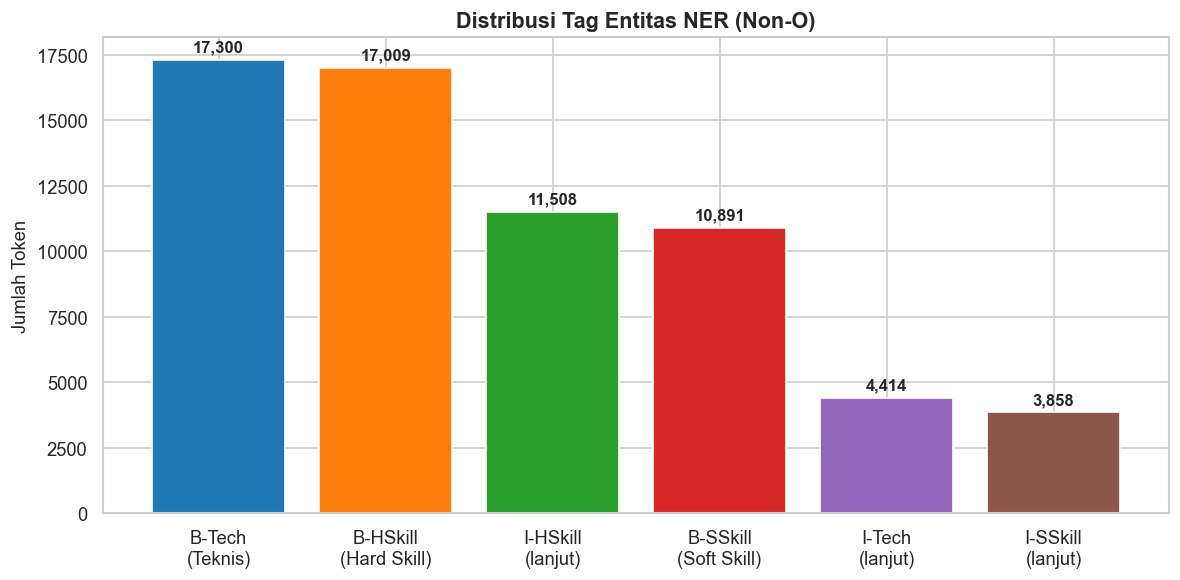 Distribusi Tag Entitas NER (Non-O)
Jumlah Token
17500
15000
12500
10000
7500
5000
2500
0
17,300
17,009
11,508
10,891
4,414
3,858
B-Tech
(Teknis)
B-HSkill
(Hard Skill)
I-HSkill
(lanjut)
B-SSkill
(Soft Skill)
I-Tech
(lanjut)
I-SSkill
(lanjut)